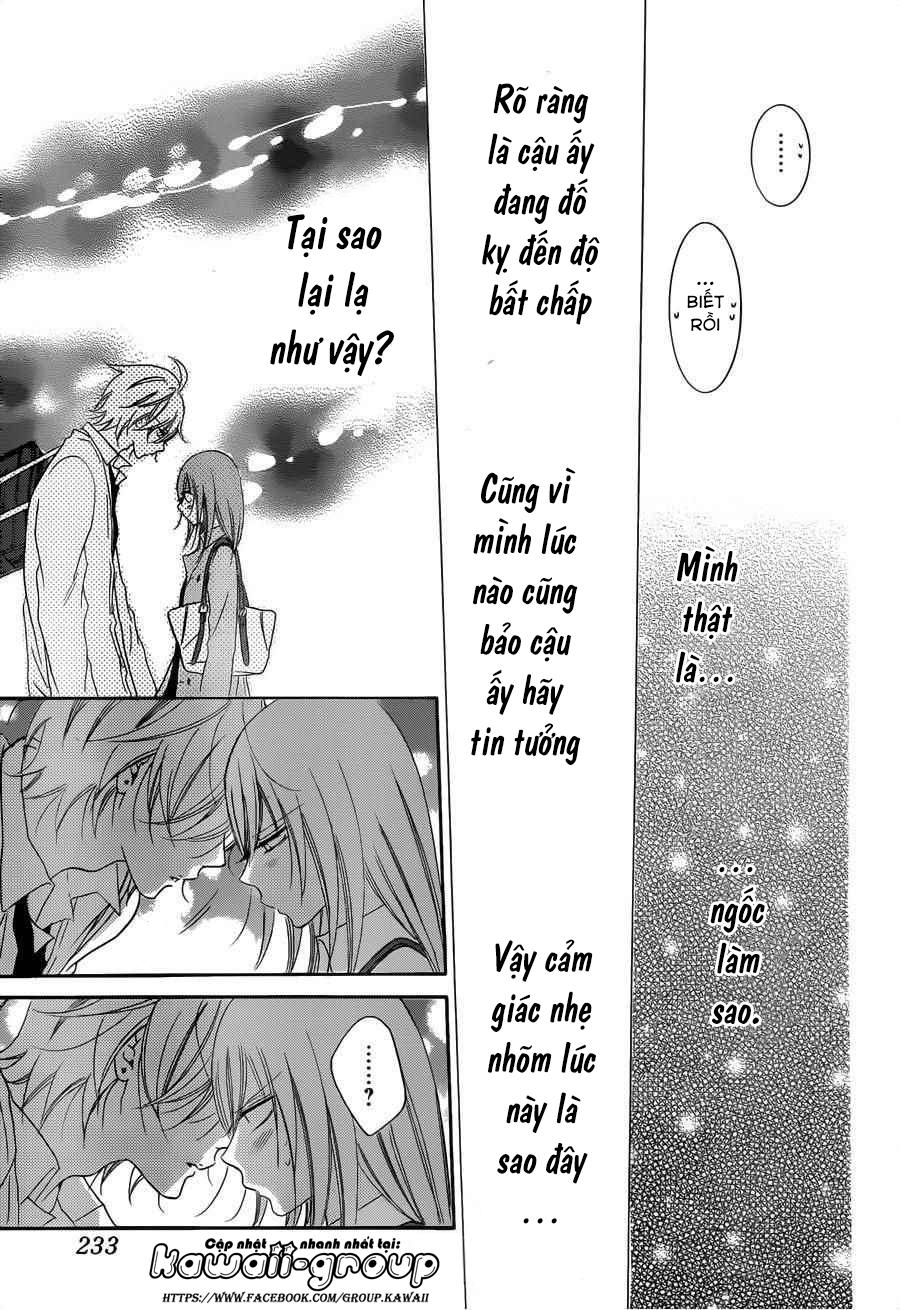 .......
...
BIẾT
RỒI
Mình
thật
là...
...
ngốc
làm
sao.
Rõ ràng
là cậu ấy
đang đố
kỵ đến độ
bất chấp
Cũng vì
mình lúc
nào cũng
bảo cậu
ấy hãy
tin tưởng
Vậy cảm
giác nhẹ
nhõm lúc
này là
sao đây
...
Tại sao
lại lạ
như vậy?
......?
233
Cập nhật nhanh nhất tại:
kawaii-group
HTTPS://WWW.FACEBOOK.COM/GROUP.KAWAII